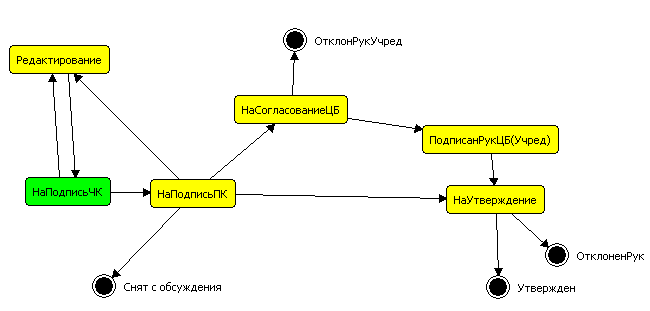 ОтклонРукУчред
Редактирование
НаСогласованиеЦБ
ПодписанРукЦБ(Учред)
НаПодписьЧК
НаПодписьПК
НаУтверждение
ОтклоненРук
Снят с обсуждения
Утвержден